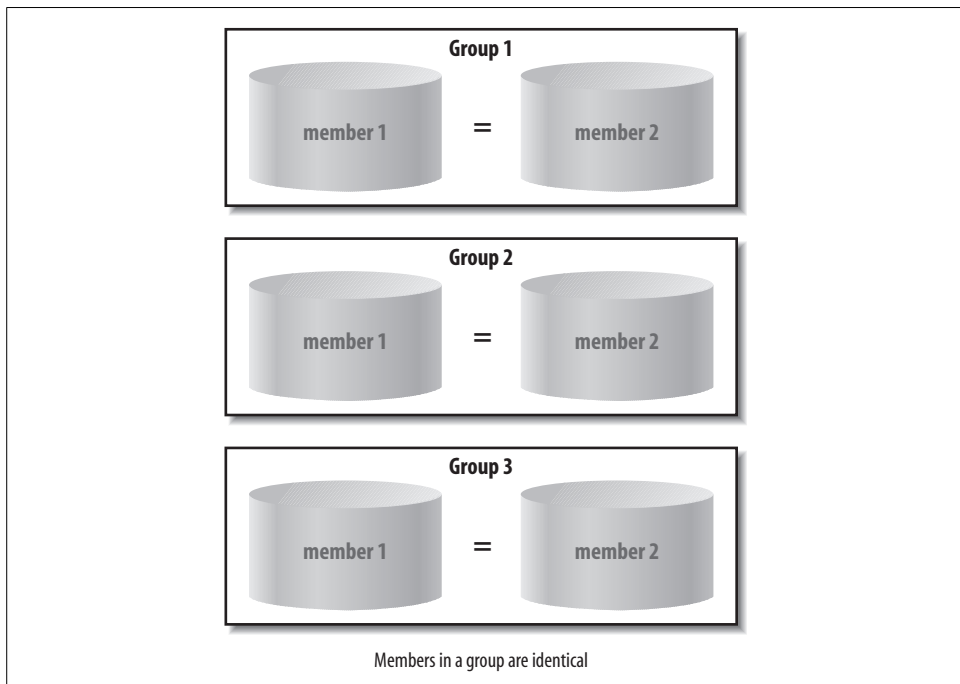 Group 1
member 1 = member 2
Group 2
member 1 = member 2
Group 3
member 1 = member 2
Members in a group are identical